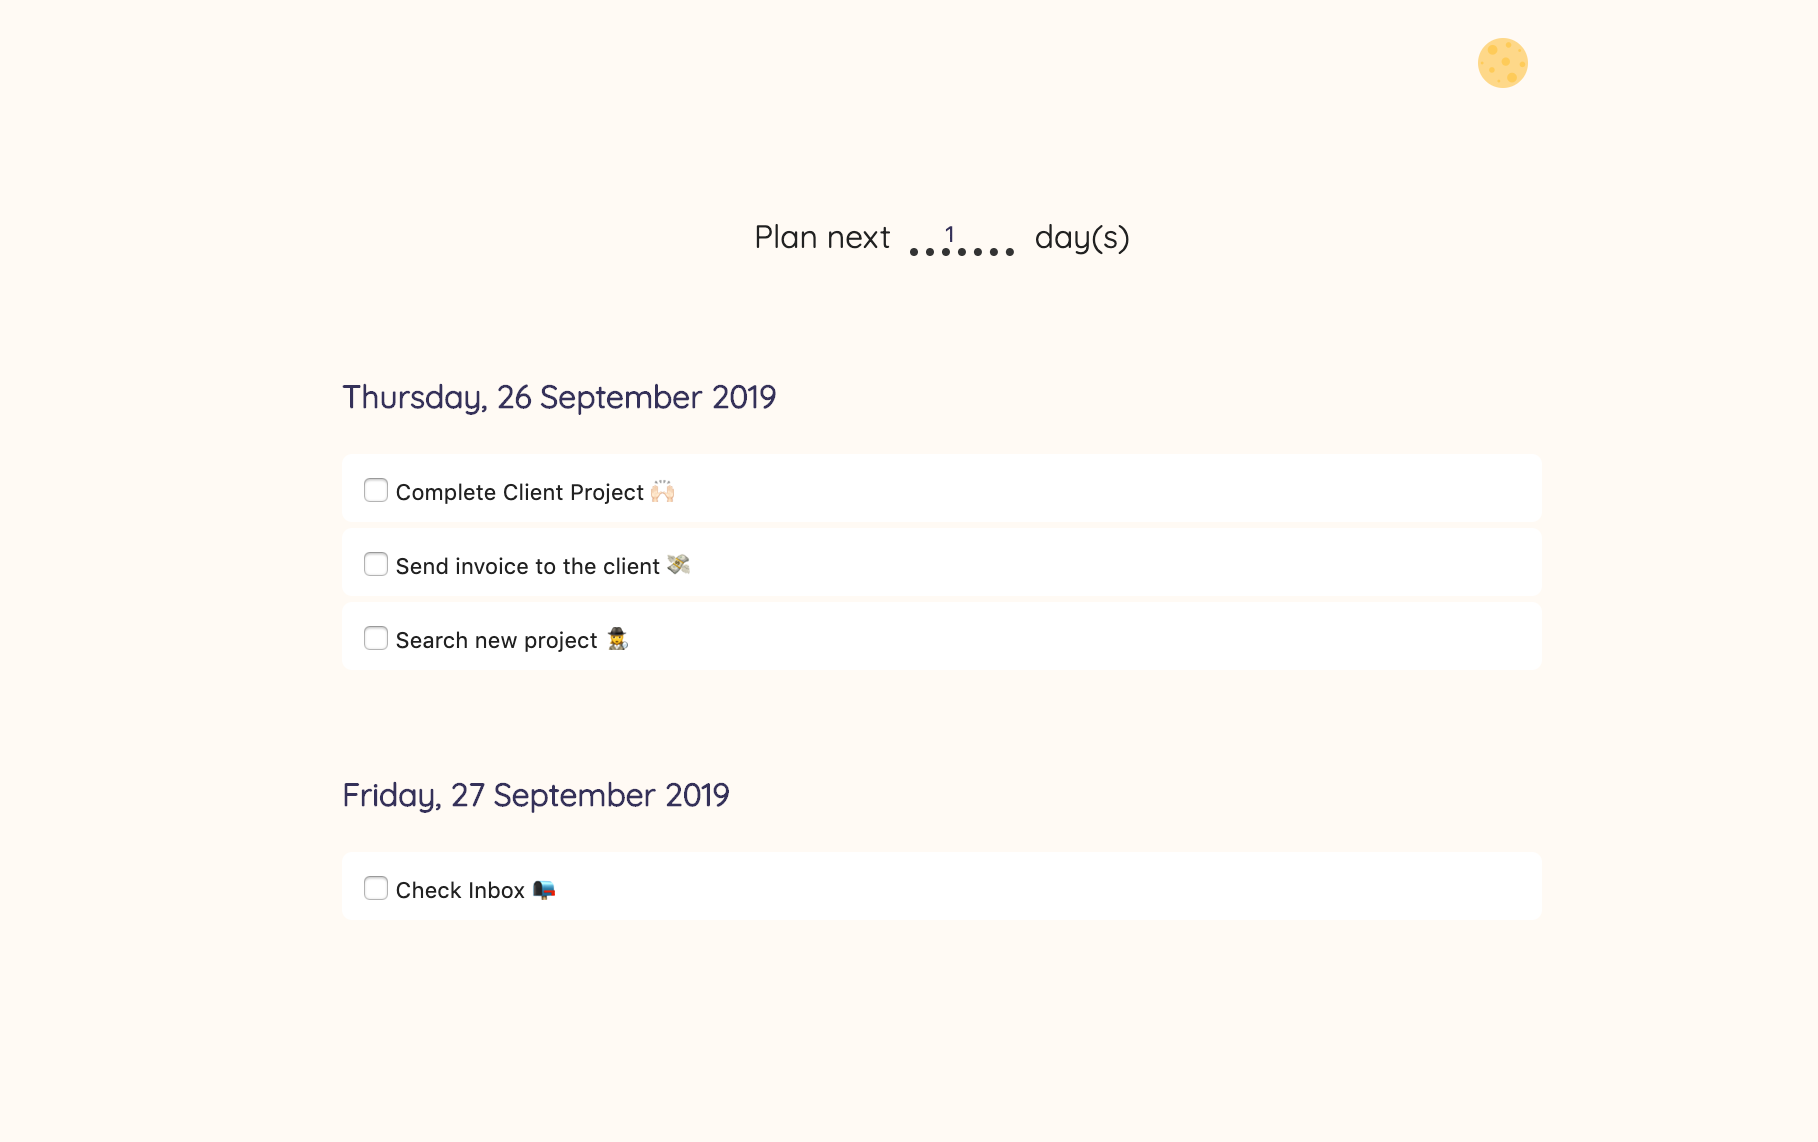 Plan next 1 day(s)
Thursday, 26 September 2019
Complete Client Project 🙌🏻
Send invoice to the client 💸
Search new project 🕵️‍♀️
Friday, 27 September 2019
Check Inbox 📭